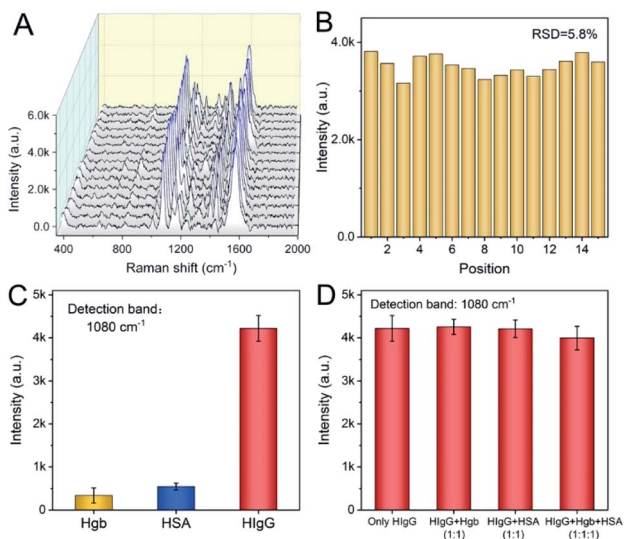 A
Intensity (a.u.)
6.0k
4.0k
2.0k
0.0
400
800
1200
1600
2000
Raman shift (cm⁻¹)
B
RSD=5.8%
Intensity (a.u.)
4.0k
2.0k
0.0
2 4 6 8 10 12 14
Position
C
Detection band:
1080 cm⁻¹
Intensity (a.u.)
5k
4k
3k
2k
1k
0
Hgb HSA HIgG
D
Detection band: 1080 cm⁻¹
Intensity (a.u.)
5k
4k
3k
2k
1k
0
Only HIgG HIgG+Hgb HIgG+HSA HIgG+Hgb+HSA
(1:1) (1:1) (1:1:1)